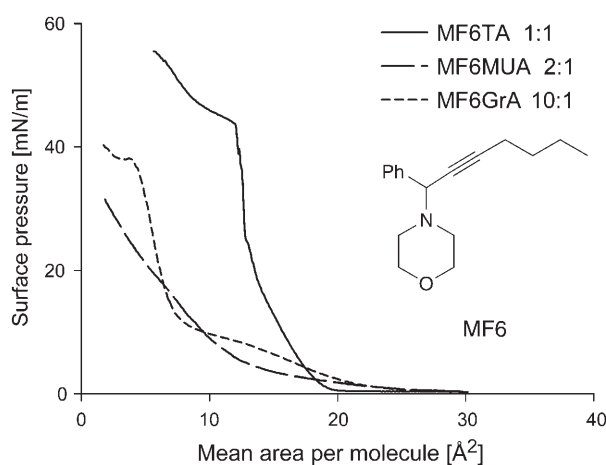 60
40
20
0
0
10
20
30
40
Surface pressure [mN/m]
Mean area per molecule [Å²]
MF6TA 1:1
MF6MUA 2:1
MF6GrA 10:1
Ph
N
O
MF6